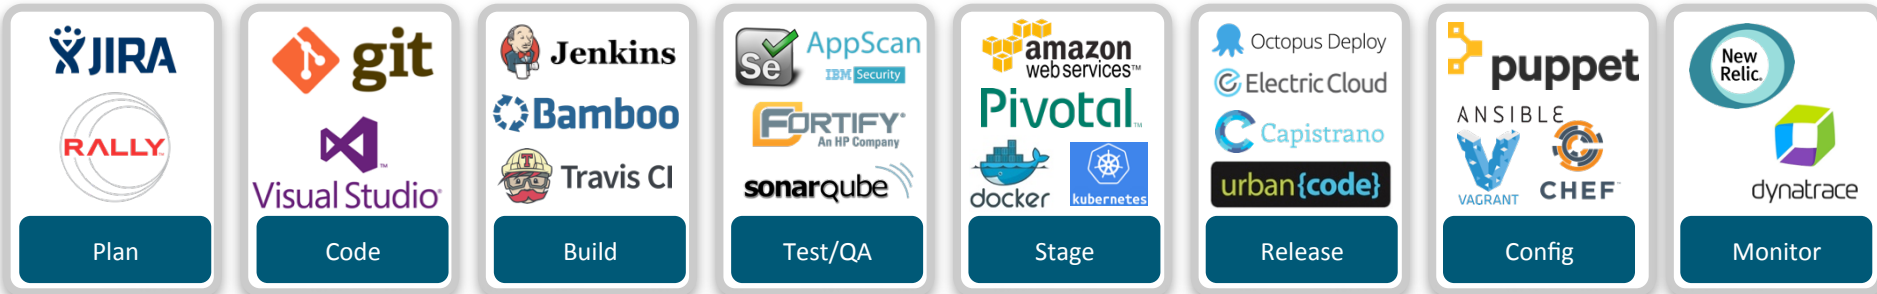 JIRA
RALLY
Plan
git
Visual Studio
Code
Jenkins
Bamboo
T
Travis CI
Build
Se
AppScan
IBM Security
FORTIFY
An HP Company
sonarqube
Test/QA
amazon
web services™
Pivotal™
docker
kubernetes
Stage
Octopus Deploy
Electric Cloud
Capistrano
urban{code}
Release
puppet
ANSIBLE
VAGRANT
CHEF
Config
New
Relic.
dynatrace
Monitor